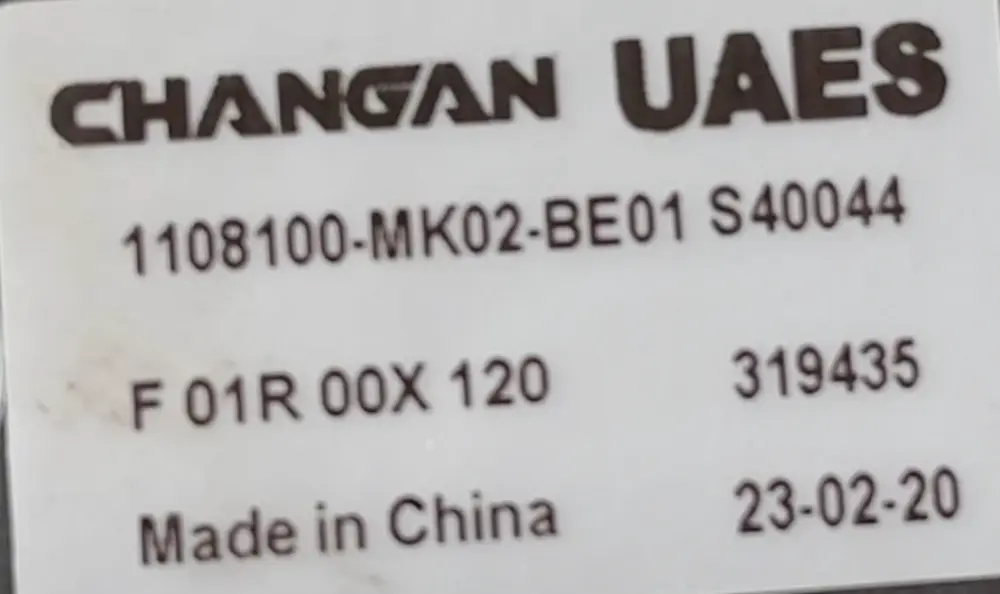 CHANGAN UAES
1108100-MK02-BE01 S40044
F 01R 00X 120 319435
Made in China 23-02-20